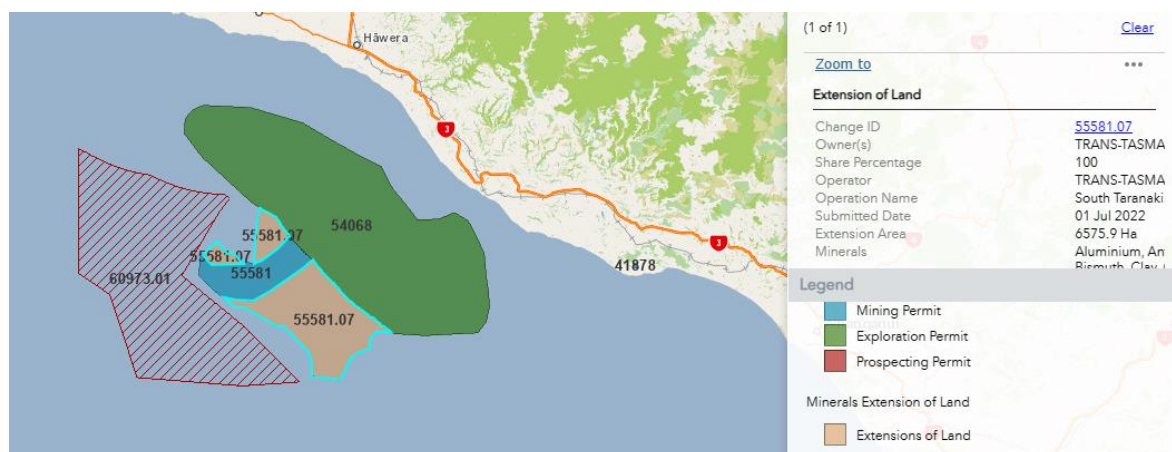 Hāwera
3
54068
55581.07
55581.07
55581
60973.01
55581.07
41878
3
(1 of 1) Clear
Zoom to •••
Extension of Land
Change ID 55581.07
Owner(s) TRANS-TASMA
Share Percentage 100
Operator TRANS-TASMA
Operation Name South Taranaki
Submitted Date 01 Jul 2022
Extension Area 6575.9 Ha
Minerals Aluminium, An
Bismuth, Clay,
Legend
Mining Permit
Exploration Permit
Prospecting Permit
Minerals Extension of Land
Extensions of Land